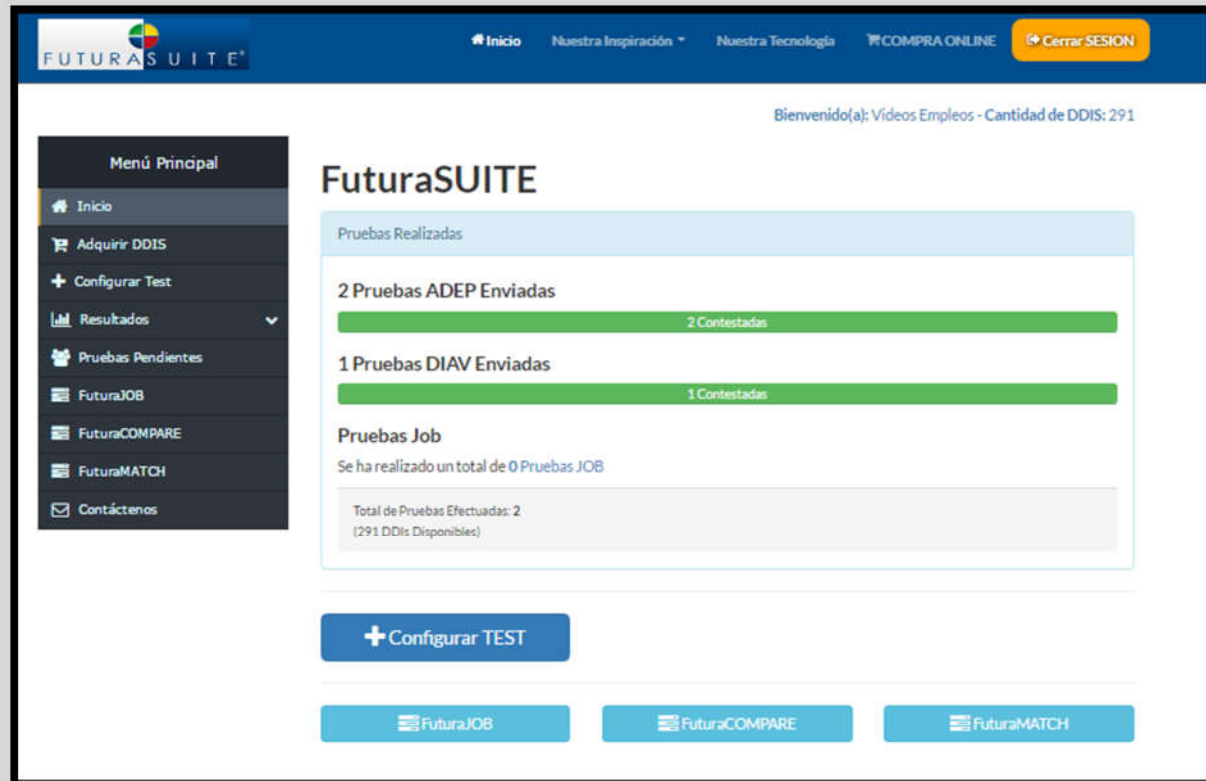 FUTURASUITE®
Inicio
Nuestra Inspiración
Nuestra Tecnología
COMPRA ONLINE
Cerrar SESION
Bienvenido(a): Videos Empleos - Cantidad de DDIS: 291
Menú Principal
Inicio
Adquirir DDIS
Configurar Test
Resultados
Pruebas Pendientes
FuturaJOB
FuturaCOMPARE
FuturaMATCH
Contáctenos
FuturaSUITE
Pruebas Realizadas
2 Pruebas ADEP Enviadas
2 Contestadas
1 Pruebas DIAV Enviadas
1 Contestadas
Pruebas Job
Se ha realizado un total de 0 Pruebas JOB
Total de Pruebas Efectuadas: 2
(291 DDIs Disponibles)
Configurar TEST
FuturaJOB
FuturaCOMPARE
FuturaMATCH